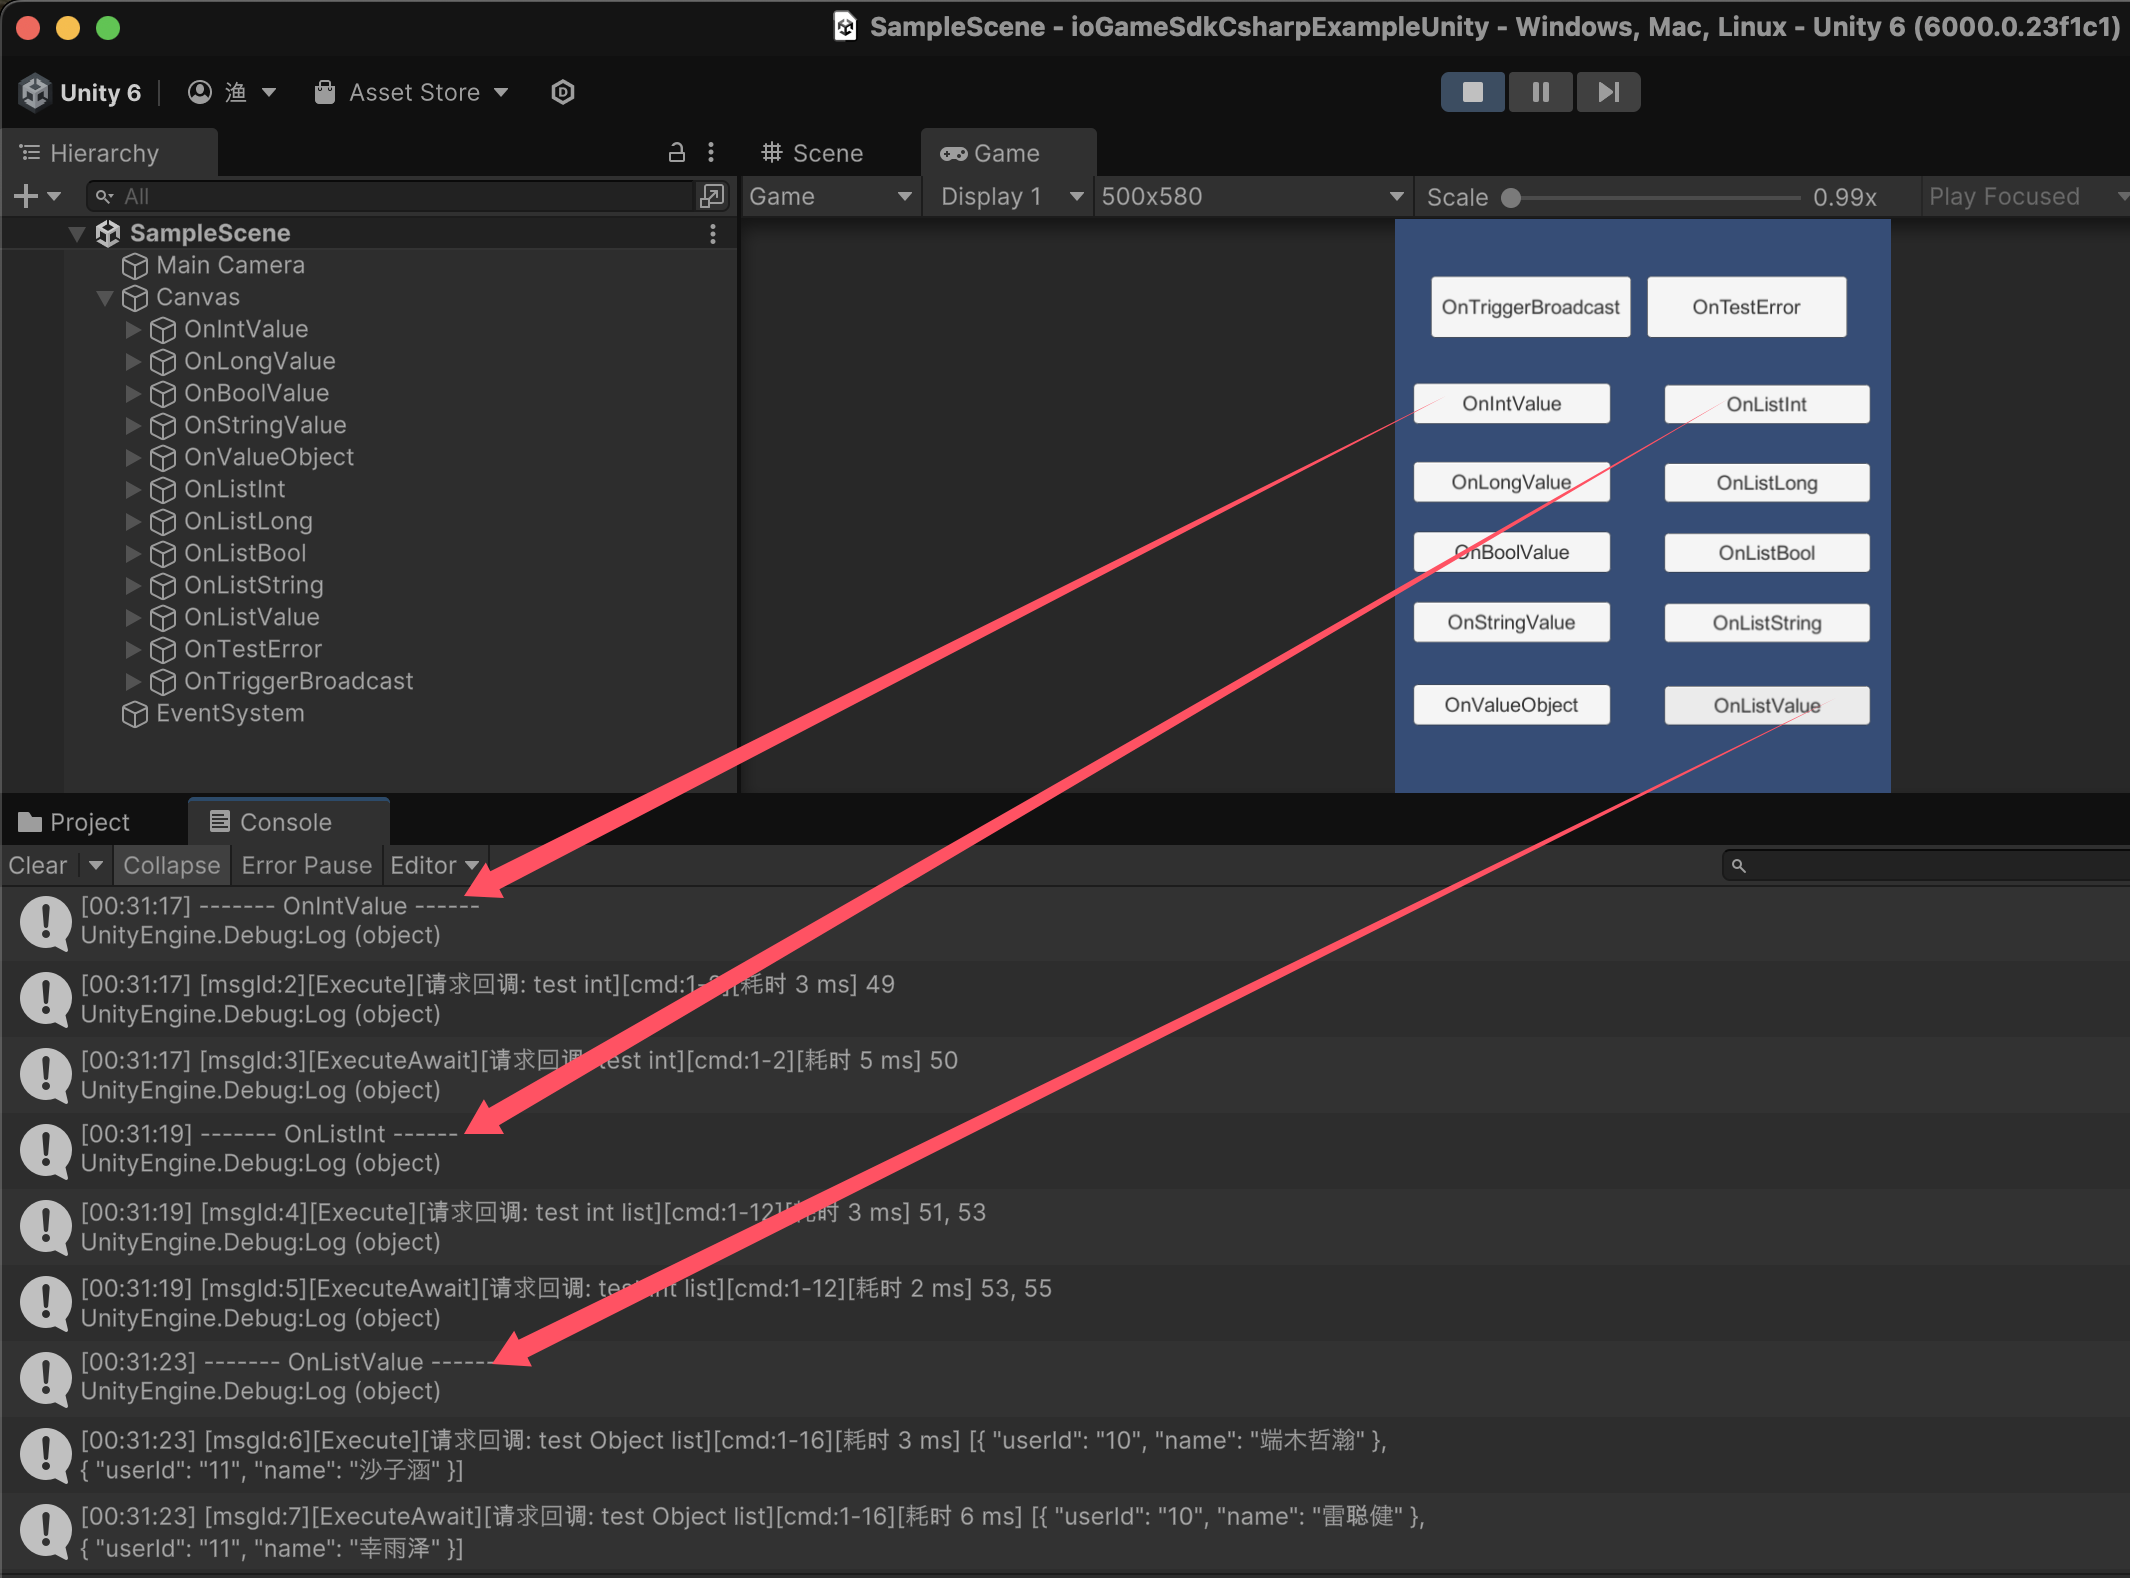 SampleScene - ioGameSdkCsharpExampleUnity - Windows, Mac, Linux - Unity 6 (6000.0.23f1c1)
Unity 6
渔
Asset Store
Hierarchy
All
SampleScene
Main Camera
Canvas
OnIntValue
OnLongValue
OnBoolValue
OnStringValue
OnValueObject
OnListInt
OnListLong
OnListBool
OnListString
OnListValue
OnTestError
OnTriggerBroadcast
EventSystem
Scene
Game
Game
Display 1
500x580
Scale
0.99x
Play Focused
OnTriggerBroadcast
OnTestError
OnIntValue
OnListInt
OnLongValue
OnListLong
OnBoolValue
OnListBool
OnStringValue
OnListString
OnValueObject
OnListValue
Project
Console
Clear
Collapse
Error Pause
Editor
[00:31:17] ------- OnIntValue ------
UnityEngine.Debug:Log (object)
[00:31:17] [msgId:2][Execute][请求回调: test int][cmd:1- [耗时 3 ms] 49
UnityEngine.Debug:Log (object)
[00:31:17] [msgId:3][ExecuteAwait][请求回调: test int][cmd:1-2][耗时 5 ms] 50
UnityEngine.Debug:Log (object)
[00:31:19] ------- OnListInt ------
UnityEngine.Debug:Log (object)
[00:31:19] [msgId:4][Execute][请求回调: test int list][cmd:1-12][耗时 3 ms] 51, 53
UnityEngine.Debug:Log (object)
[00:31:19] [msgId:5][ExecuteAwait][请求回调: test int list][cmd:1-12][耗时 2 ms] 53, 55
UnityEngine.Debug:Log (object)
[00:31:23] ------- OnListValue ------
UnityEngine.Debug:Log (object)
[00:31:23] [msgId:6][Execute][请求回调: test Object list][cmd:1-16][耗时 3 ms] [{ "userId": "10", "name": "端木哲瀚" },
{ "userId": "11", "name": "沙子涵" }]
[00:31:23] [msgId:7][ExecuteAwait][请求回调: test Object list][cmd:1-16][耗时 6 ms] [{ "userId": "10", "name": "雷聪健" },
{ "userId": "11", "name": "幸雨泽" }]